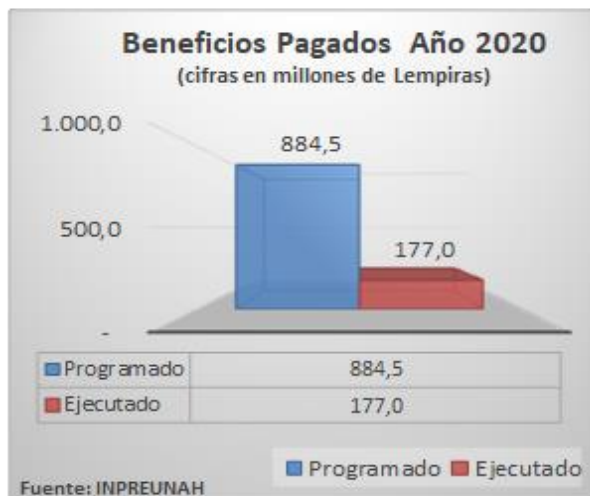 Beneficios Pagados Año 2020
(cifras en millones de Lempiras)
1.000,0
884,5
500,0
177,0
-
Programado 884,5
Ejecutado 177,0
Programado Ejecutado
Fuente: INPREUNAH